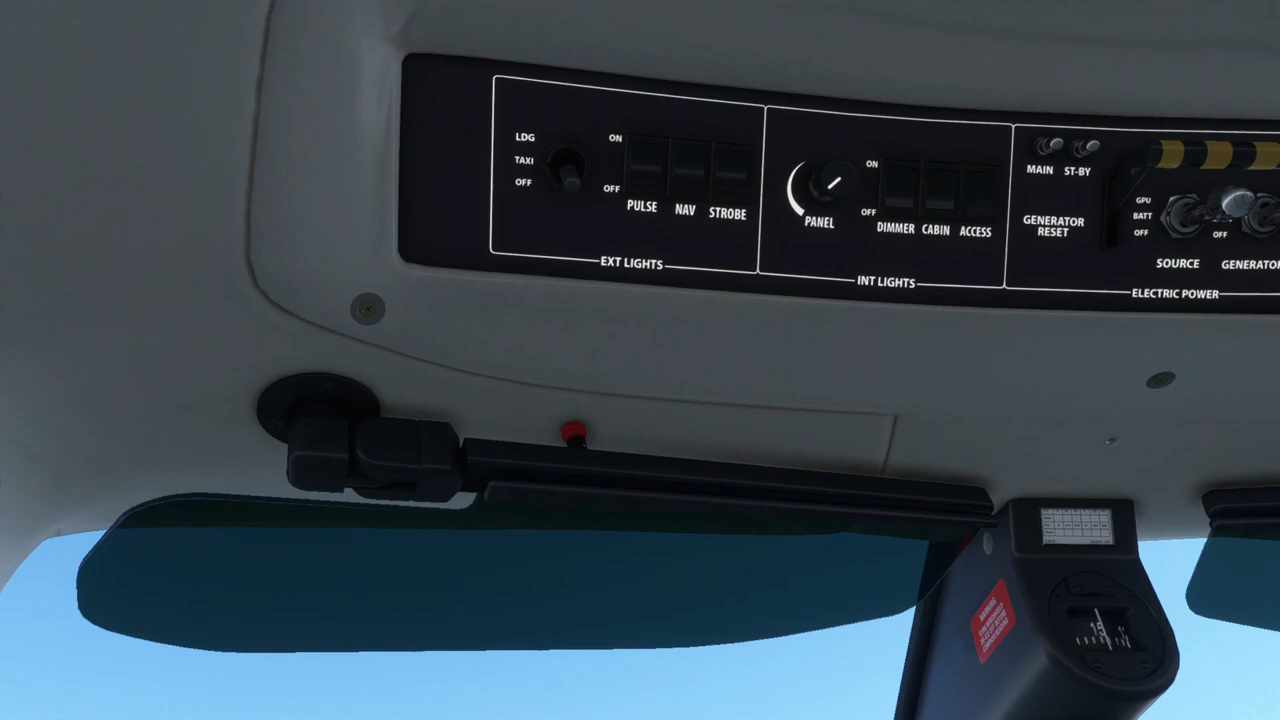 LDG
TAXI
OFF
ON
OFF
PULSE NAV STROBE
EXT LIGHTS
PANEL
ON
OFF
DIMMER CABIN ACCESS
INT LIGHTS
MAIN ST-BY
GENERATOR
RESET
GPU
BATT
OFF
OFF
SOURCE GENERATOR
ELECTRIC POWER
WARNING